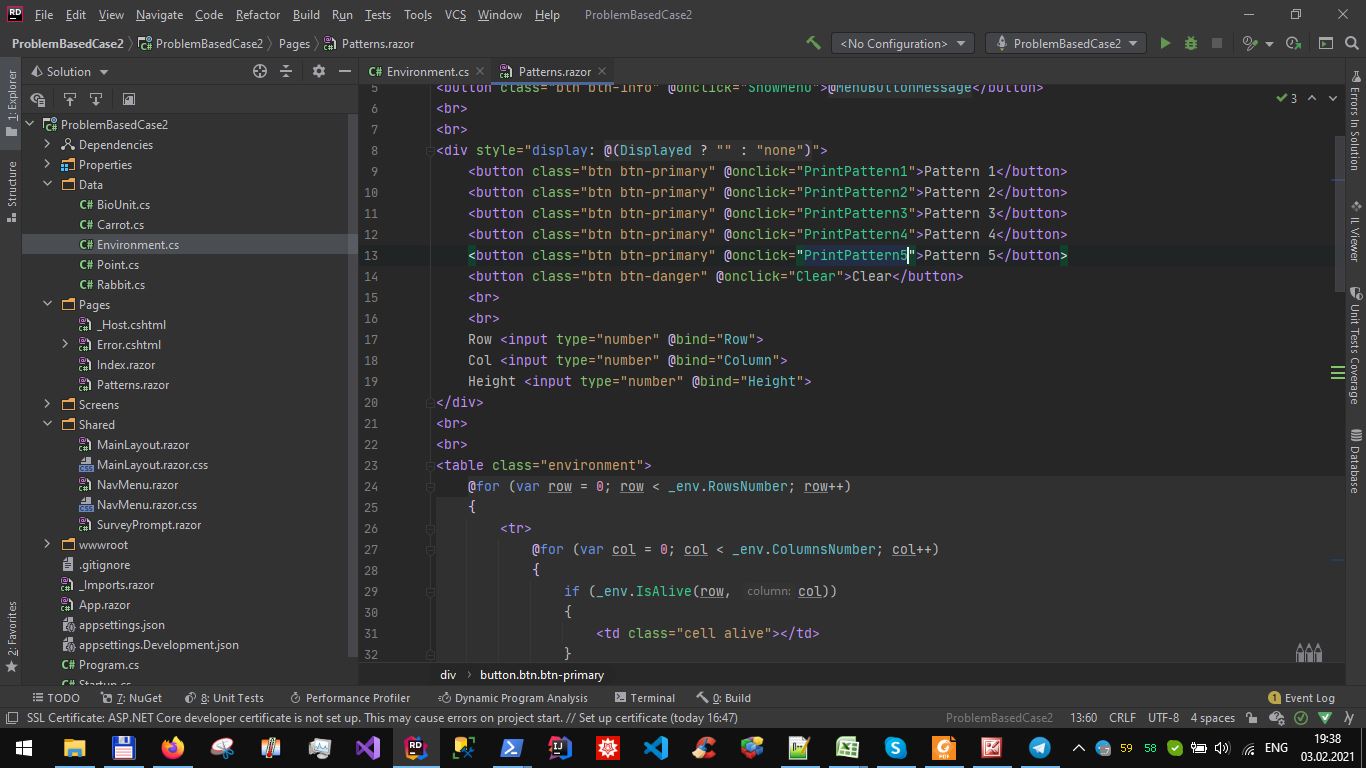 RD File Edit View Navigate Code Refactor Build Run Tests Tools VCS Window Help ProblemBasedCase2
ProblemBasedCase2 ProblemBasedCase2 Pages Patterns.razor <No Configuration> ProblemBasedCase2
Solution
C# Environment.cs Patterns.razor
1: Explorer
Structure
2: Favorites
ProblemBasedCase2
Dependencies
Properties
Data
C# BioUnit.cs
C# Carrot.cs
C# Environment.cs
C# Point.cs
C# Rabbit.cs
Pages
_Host.cshtml
Error.cshtml
Index.razor
Patterns.razor
Screens
Shared
MainLayout.razor
MainLayout.razor.css
NavMenu.razor
NavMenu.razor.css
SurveyPrompt.razor
wwwroot
.gitignore
_Imports.razor
App.razor
appsettings.json
appsettings.Development.json
C# Program.cs
C# Startup.cs
5 <button class="btn btn-info" @onclick="ShowMenu">@MenuButtonMessage</button>
6 <br>
7 <br>
8 <div style="display: @(Displayed ? "" : "none")">
9 <button class="btn btn-primary" @onclick="PrintPattern1">Pattern 1</button>
10 <button class="btn btn-primary" @onclick="PrintPattern2">Pattern 2</button>
11 <button class="btn btn-primary" @onclick="PrintPattern3">Pattern 3</button>
12 <button class="btn btn-primary" @onclick="PrintPattern4">Pattern 4</button>
13 <button class="btn btn-primary" @onclick="PrintPattern5">Pattern 5</button>
14 <button class="btn btn-danger" @onclick="Clear">Clear</button>
15 <br>
16 <br>
17 Row <input type="number" @bind="Row">
18 Col <input type="number" @bind="Column">
19 Height <input type="number" @bind="Height">
20 </div>
21 <br>
22 <br>
23 <table class="environment">
24 @for (var row = 0; row < _env.RowsNumber; row++)
25 {
26 <tr>
27 @for (var col = 0; col < _env.ColumnsNumber; col++)
28 {
29 if (_env.IsAlive(row, column: col))
30 {
31 <td class="cell alive"></td>
32 }
3
Errors In Solution
IL Viewer
Unit Tests Coverage
Database
div button.btn.btn-primary
TODO 7: NuGet 8: Unit Tests Performance Profiler Dynamic Program Analysis Terminal 0: Build 1 Event Log
SSL Certificate: ASP.NET Core developer certificate is not set up. This may cause errors on project start. // Set up certificate (today 16:47) ProblemBasedCase2 13:60 CRLF UTF-8 4 spaces
59 58 ENG 19:38
03.02.2021